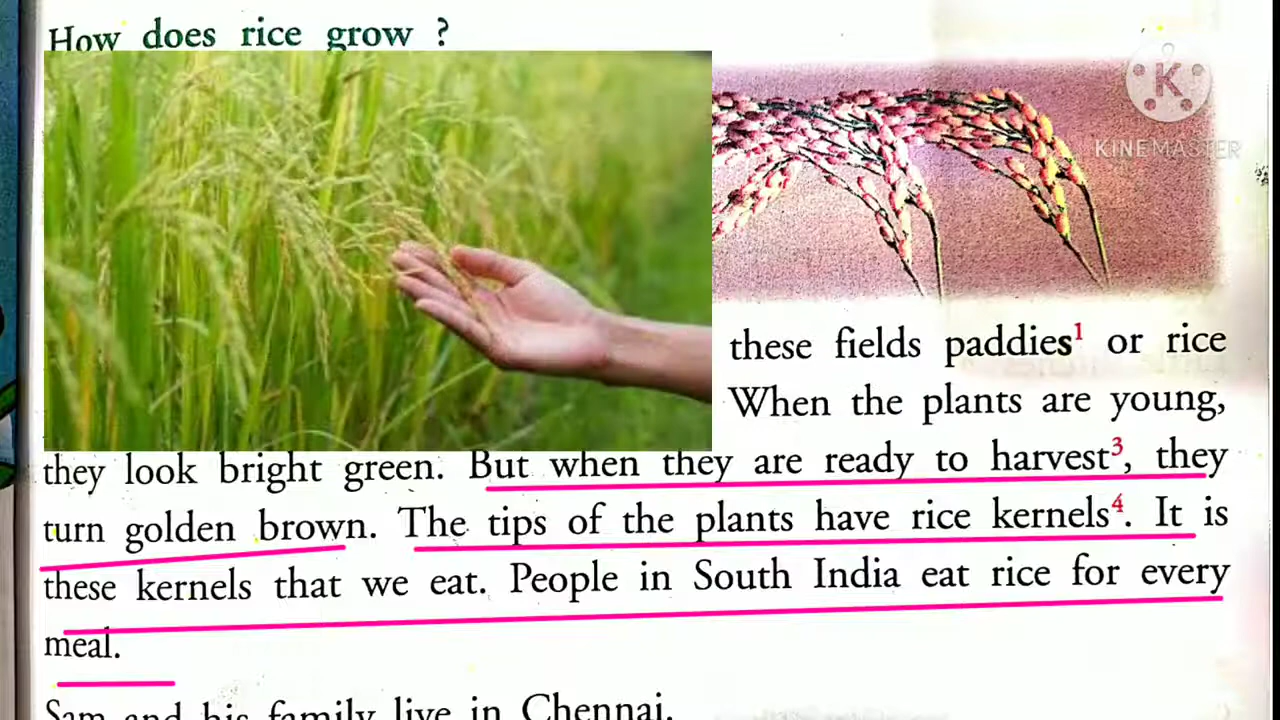 How does rice grow ?
K
KINEMASTER
these fields paddies¹ or rice
When the plants are young,
they look bright green. But when they are ready to harvest³, they
turn golden brown. The tips of the plants have rice kernels⁴. It is
these kernels that we eat. People in South India eat rice for every
meal.
Sam and his family live in Chennai.